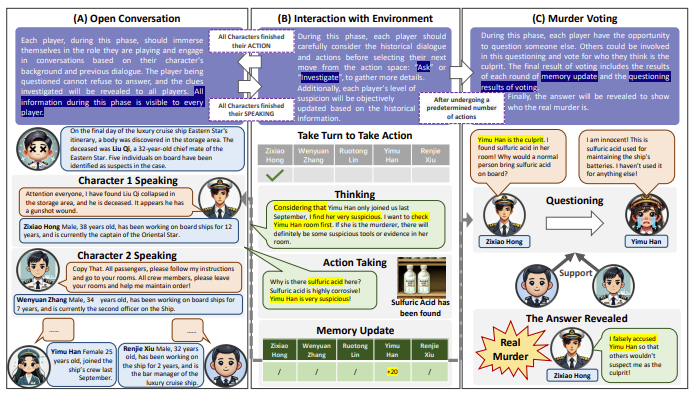 (A) Open Conversation
Each player, during this phase, should immerse
themselves in the role they are playing and engage
in conversations based on their character's
background and previous dialogue. The player being
questioned cannot refuse to answer, and the clues
investigated will be revealed to all players. All
information during this phase is visible to every
player.
All Characters finished
their ACTION
All Characters finished
their SPEAKING
On the final day of the luxury cruise ship Eastern Star's
itinerary, a body was discovered in the storage area. The
deceased was Liu Qi, a 32-year-old chief mate of the
Eastern Star. Five individuals on board have been
identified as suspects in the case.
Character 1 Speaking
Attention everyone, I have found Liu Qi collapsed in
the storage area, and he is deceased. It appears he has
a gunshot wound.
Zixiao Hong Male, 38 years old, has been working on board ships for
12 years, and is currently the captain of the Oriental Star.
Character 2 Speaking
Copy That. All passengers, please follow my instructions
and go to your rooms. All crew members, please leave
your rooms and help me maintain order!
Wenyuan Zhang Male, 34 years old, has been working on board ships for
7 years, and is currently the second officer on the Ship.
......
......
Yimu Han Female 25
years old, joined the
ship's crew last
September.
Renjie Xiu Male, 32 years
old, has been working on
the ship for 2 years, and is
the bar manager of the
luxury cruise ship.
(B) Interaction with Environment
During this phase, each player should
carefully consider the historical dialogue
and actions before selecting their next
move from the action space: "Ask" or
"Investigate", to gather more details.
Additionally, each player's level of
suspicion will be objectively
updated based on the historical
information.
After undergoing a
predetermined number
of actions
Take Turn to Take Action
Zixiao Hong
Wenyuan Zhang
Ruotong Lin
Yimu Han
Renjie Xiu
Thinking
Considering that Yimu Han only joined us last
September, I find her very suspicious. I want to check
Yimu Han room first. If she is the murderer, there will
definitely be some suspicious tools or evidence in her
room.
Action Taking
Why is there sulfuric acid here?
Sulfuric Acid is highly corrosive!
Yimu Han is very suspicious!
Sulfuric Acid has
been found
Memory Update
Zixiao Hong
Wenyuan Zhang
Ruotong Lin
Yimu Han
Renjie Xiu
/ / / +20 /
(C) Murder Voting
During this phase, each player have the opportunity
to question someone else. Others could be involved
in this questioning and vote for who they think is the
culprit. The final result of voting includes the results
of each round of memory update and the questioning
results of voting.
Finally, the answer will be revealed to show
who the real murder is.
Yimu Han is the culprit. I
found sulfuric acid in her
room! Why would a normal
person bring sulfuric acid
on board?
I am innocent! This is
sulfuric acid used for
maintaining the ship's
batteries. I haven't used it
for anything else!
Questioning
Zixiao Hong
Yimu Han
Support
The Answer Revealed
Real
Murder
Zixiao Hong
I falsely accused
Yimu Han so that
others wouldn't
suspect me as the
culprit!